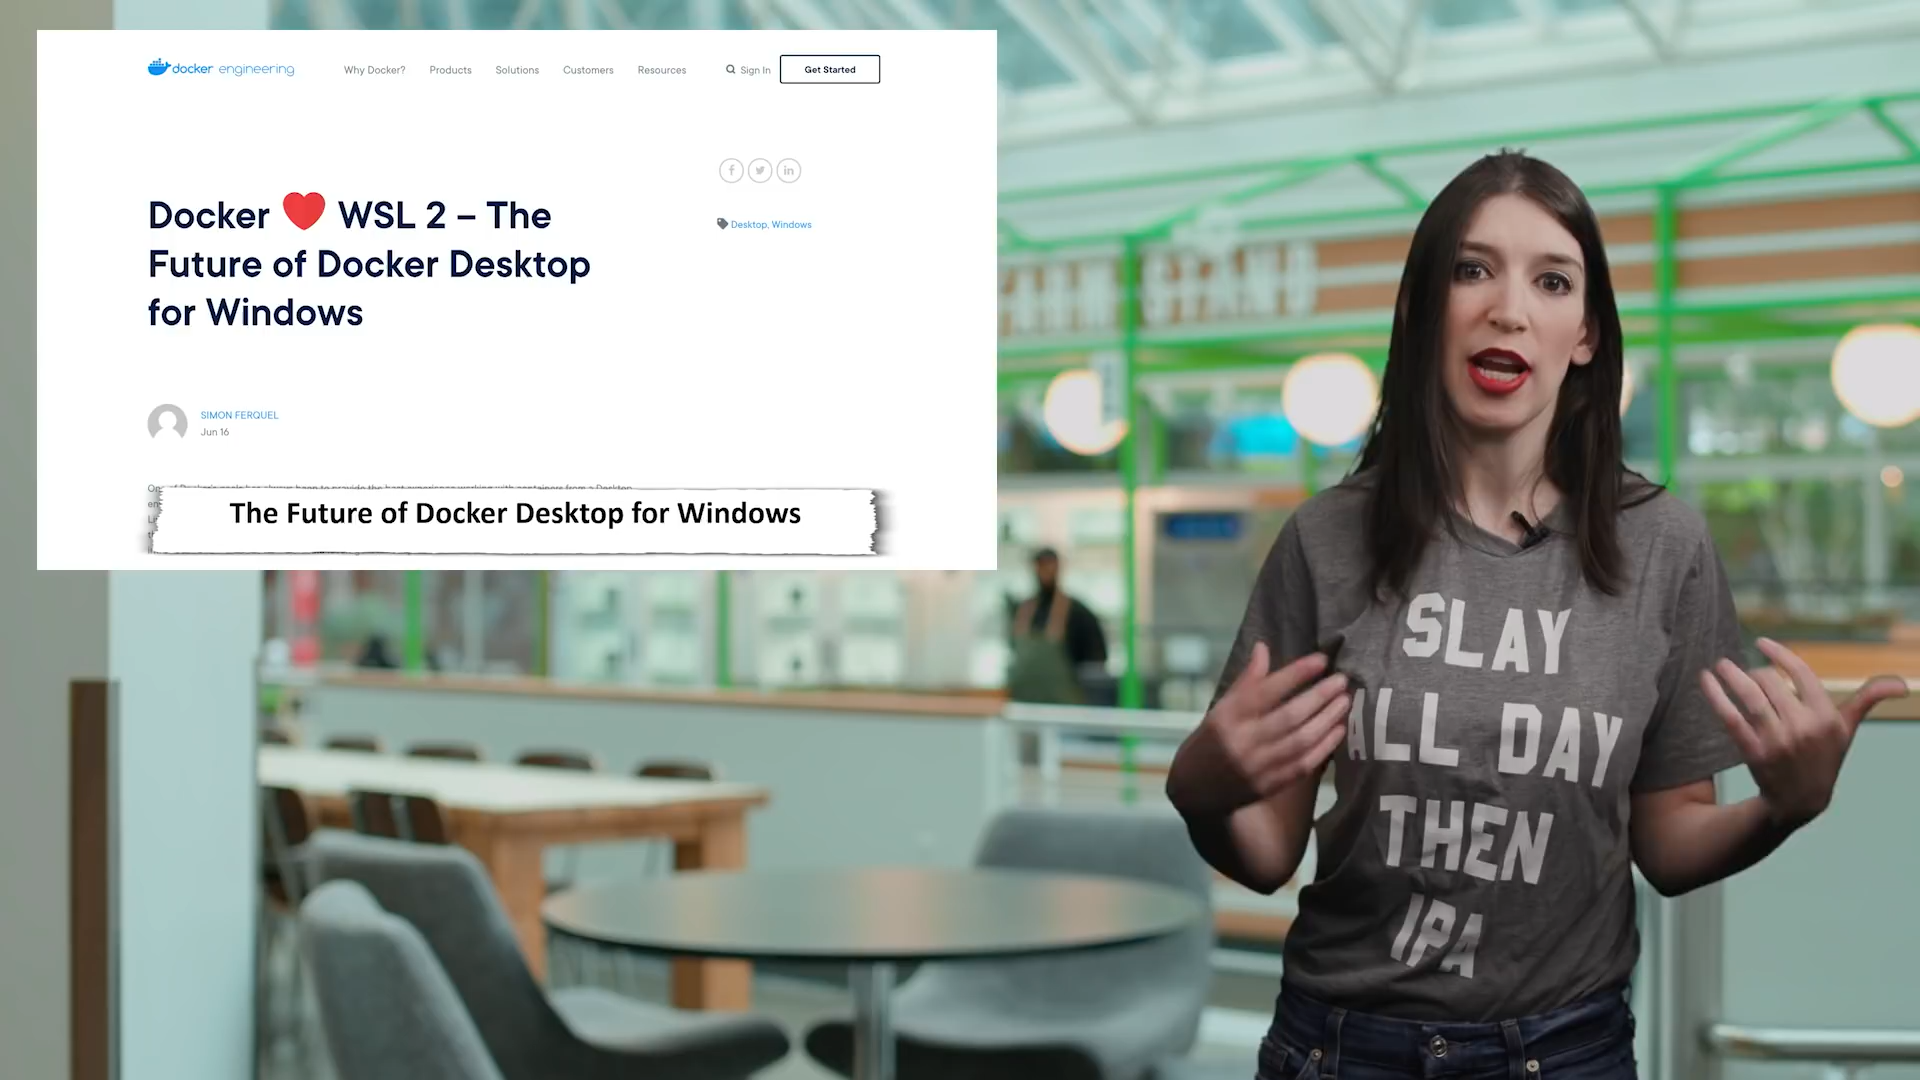 docker engineering
Why Docker? Products Solutions Customers Resources Sign In Get Started
Docker ❤️ WSL 2 – The
Future of Docker Desktop
for Windows
Desktop, Windows
SIMON FERQUEL
Jun 16
The Future of Docker Desktop for Windows
STAND
SLAY
ALL DAY
THEN
IPA